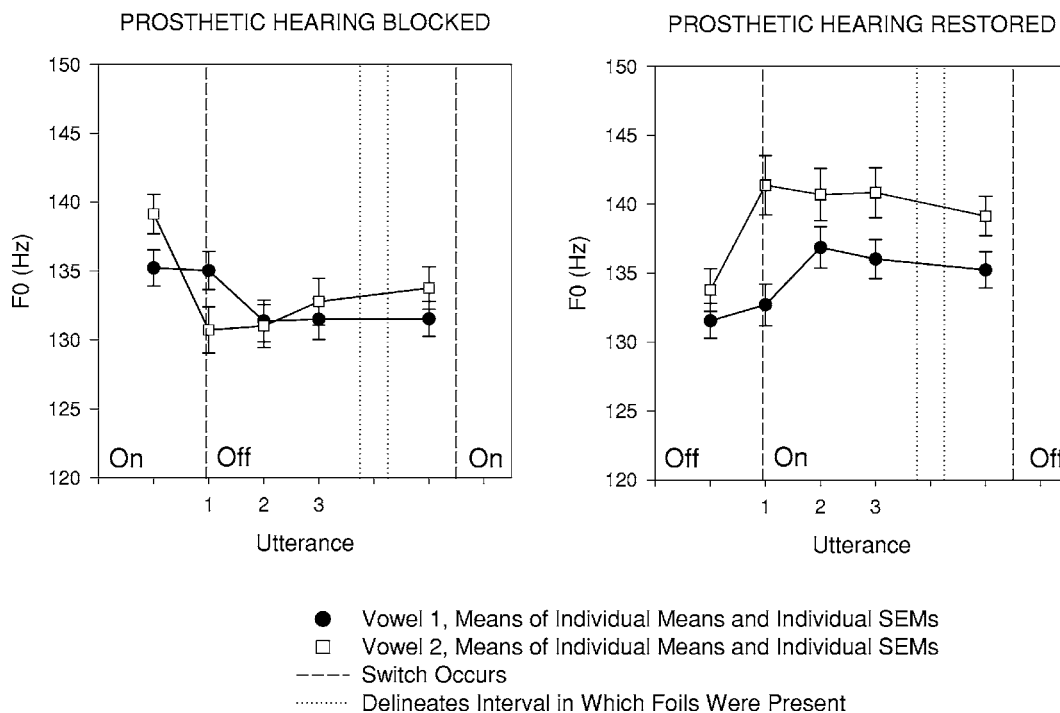 PROSTHETIC HEARING BLOCKED
150
145
140
135
130
125
120
F0 (Hz)
On
Off
On
1 2 3
Utterance
PROSTHETIC HEARING RESTORED
150
145
140
135
130
125
120
F0 (Hz)
Off
On
Off
1 2 3
Utterance
Vowel 1, Means of Individual Means and Individual SEMs
Vowel 2, Means of Individual Means and Individual SEMs
Switch Occurs
Delineates Interval in Which Foils Were Present